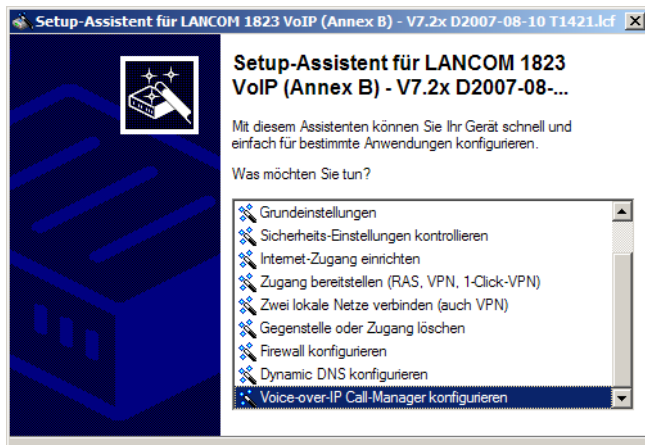 Setup-Assistent für LANCOM 1823 VoIP (Annex B) - V7.2x D2007-08-10 T1421.lcf
Setup-Assistent für LANCOM 1823
VoIP (Annex B) - V7.2x D2007-08-...
Mit diesem Assistenten können Sie Ihr Gerät schnell und
einfach für bestimmte Anwendungen konfigurieren.
Was möchten Sie tun?
Grundeinstellungen
Sicherheits-Einstellungen kontrollieren
Internet-Zugang einrichten
Zugang bereitstellen (RAS, VPN, 1-Click-VPN)
Zwei lokale Netze verbinden (auch VPN)
Gegenstelle oder Zugang löschen
Firewall konfigurieren
Dynamic DNS konfigurieren
Voice-over-IP Call-Manager konfigurieren